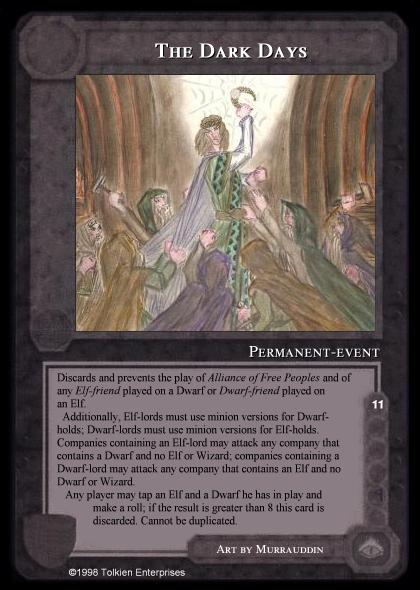 THE DARK DAYS
PERMANENT-EVENT
Discards and prevents the play of Alliance of Free Peoples and of
any Elf-friend played on a Dwarf or Dwarf-friend played on
an Elf.
Additionally, Elf-lords must use minion versions for Dwarf-
holds; Dwarf-lords must use minion versions for Elf-holds.
Companies containing an Elf-lord may attack any company that
contains a Dwarf and no Elf or Wizard; companies containing a
Dwarf-lord may attack any company that contains an Elf and no
Dwarf or Wizard.
Any player may tap an Elf and a Dwarf he has in play and
make a roll; if the result is greater than 8 this card is
discarded. Cannot be duplicated.
11
ART BY MURRAUDDIN
©1998 Tolkien Enterprises